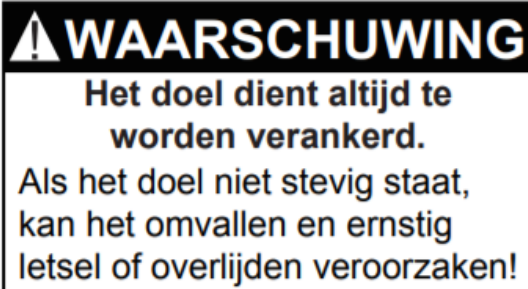 WAARSCHUWING
Het doel dient altijd te
worden verankerd.
Als het doel niet stevig staat,
kan het omvallen en ernstig
letsel of overlijden veroorzaken!